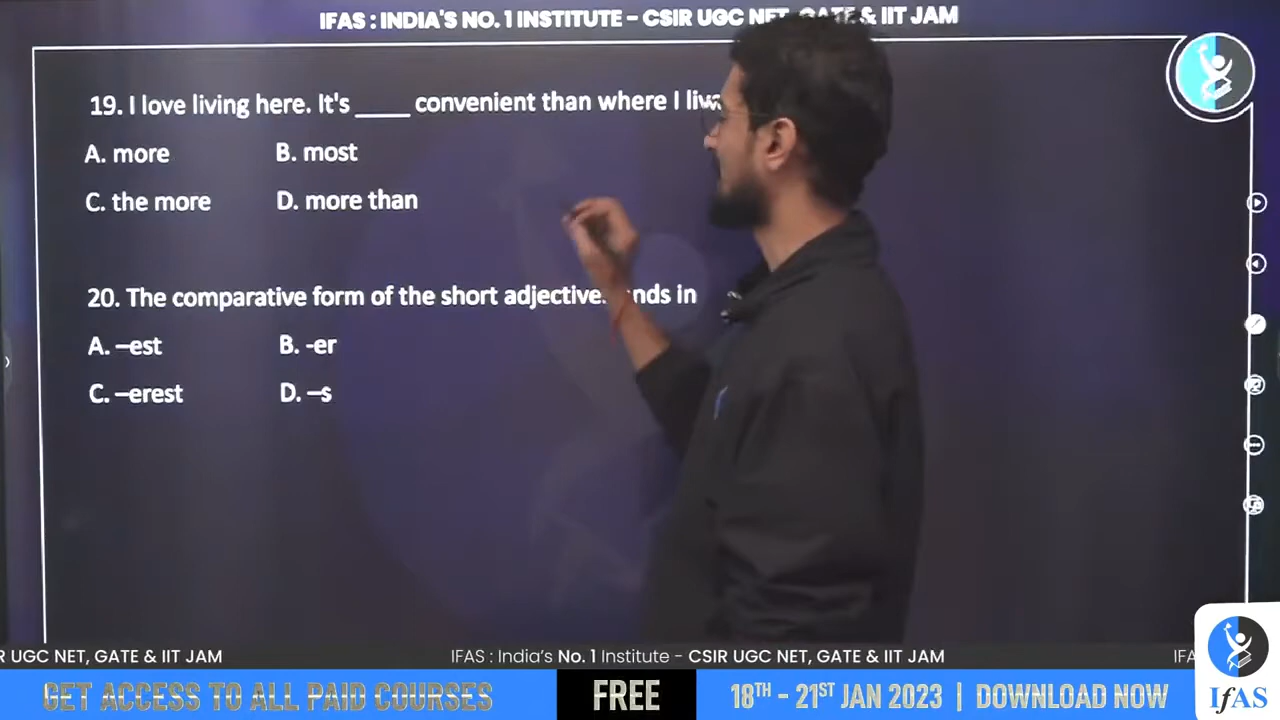 IFAS : INDIA'S NO. 1 INSTITUTE – CSIR UGC NET, GATE & IIT JAM
19. I love living here. It's ____ convenient than where I
A. more B. most
C. the more D. more than
20. The comparative form of the short adjective in
A. –est B. -er
C. –erest D. –s
R UGC NET, GATE & IIT JAM IFAS : India's No. 1 Institute – CSIR UGC NET, GATE & IIT JAM IFA
GET ACCESS TO ALL PAID COURSES FREE 18TH - 21ST JAN 2023 | DOWNLOAD NOW
IfAS